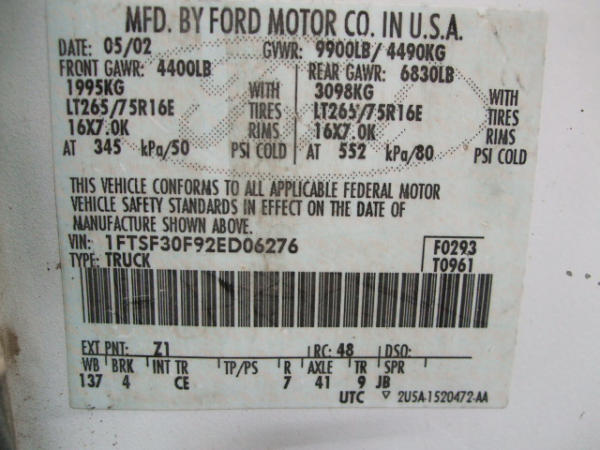 MFD. BY FORD MOTOR CO. IN U.S.A.
DATE: 05/02 GVWR: 9900LB/ 4490KG
FRONT GAWR: 4400LB REAR GAWR: 6830LB
1995KG WITH 3098KG WITH
LT265/75R16E TIRES LT265/75R16E TIRES
16X7.0K RIMS 16X7.0K RIMS
AT 345 kPa/50 PSI COLD AT 552 kPa/80 PSI COLD
THIS VEHICLE CONFORMS TO ALL APPLICABLE FEDERAL MOTOR
VEHICLE SAFETY STANDARDS IN EFFECT ON THE DATE OF
MANUFACTURE SHOWN ABOVE.
VIN: 1FTSF30F92ED06276 F0293
TYPE: TRUCK T0961
EXT PNT: Z1 RC: 48 DSO:
WB BRK INT TR TP/PS R AXLE TR SPR
137 4 CE 7 41 9 JB
UTC ▽ 2U5A-1520472-AA